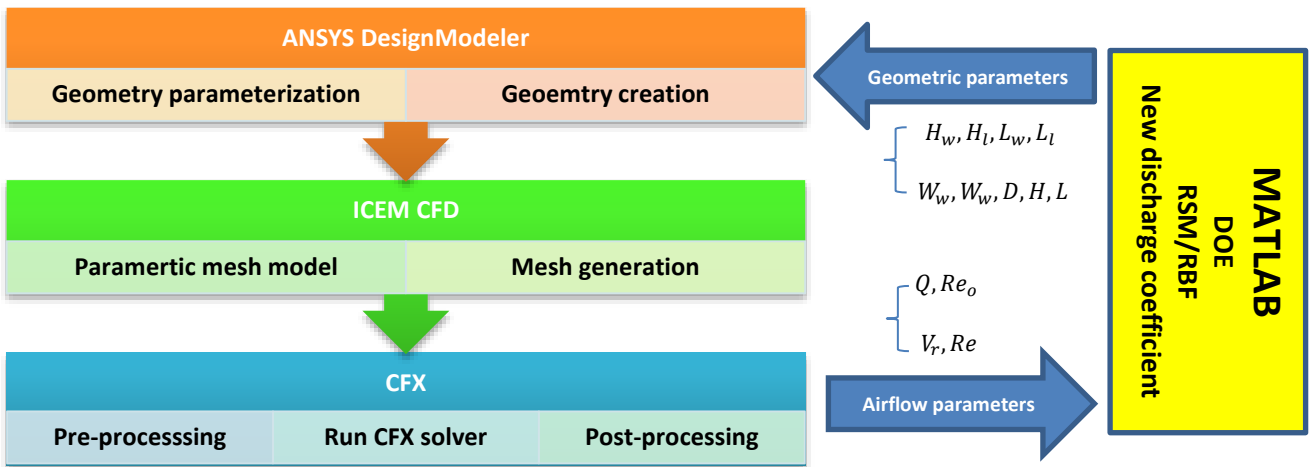 ANSYS DesignModeler
Geometry parameterization
Geoemtry creation
ICEM CFD
Paramertic mesh model
Mesh generation
CFX
Pre-processsing
Run CFX solver
Post-processing
Geometric parameters
H_w, H_l, L_w, L_l
W_w, W_w, D, H, L
Q, Re_o
V_r, Re
Airflow parameters
MATLAB
DOE
RSM/RBF
New discharge coefficient